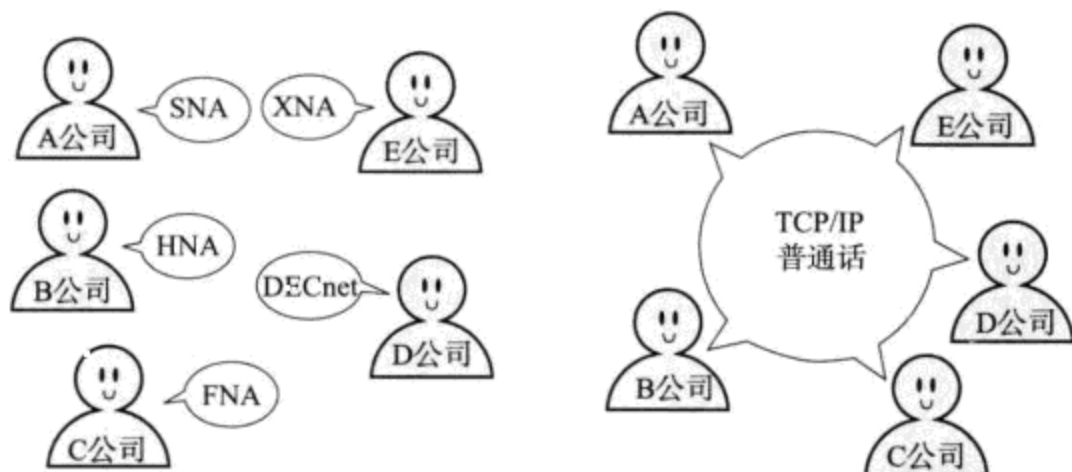 A公司
SNA
XNA
E公司
B公司
HNA
DECnet
D公司
C公司
FNA
A公司
E公司
TCP/IP
普通话
D公司
B公司
C公司